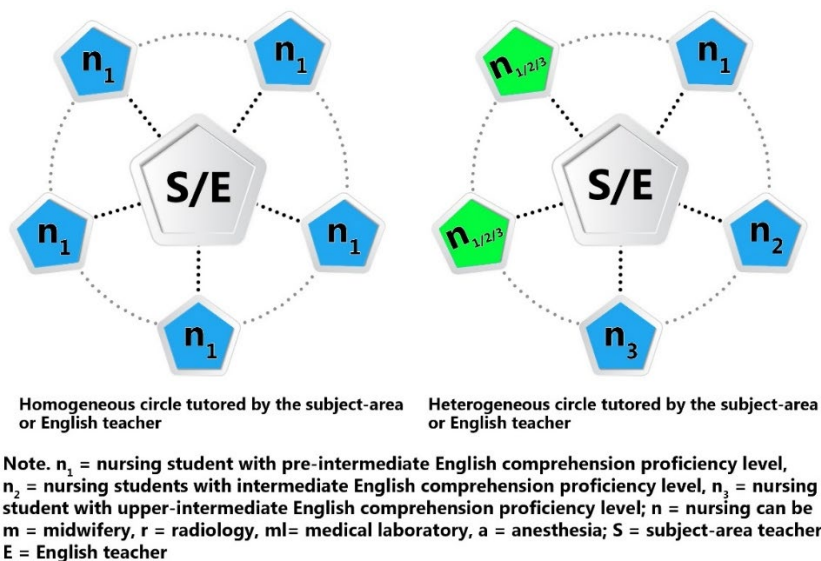 n1
n1
S/E
n1
n1
n1
Homogeneous circle tutored by the subject-area
or English teacher
n1/2/3
n1
S/E
n1/2/3
n2
n3
Heterogeneous circle tutored by the subject-area
or English teacher
Note. n1 = nursing student with pre-intermediate English comprehension proficiency level,
n2 = nursing students with intermediate English comprehension proficiency level, n3 = nursing
student with upper-intermediate English comprehension proficiency level; n = nursing can be
m = midwifery, r = radiology, ml= medical laboratory, a = anesthesia; S = subject-area teacher
E = English teacher